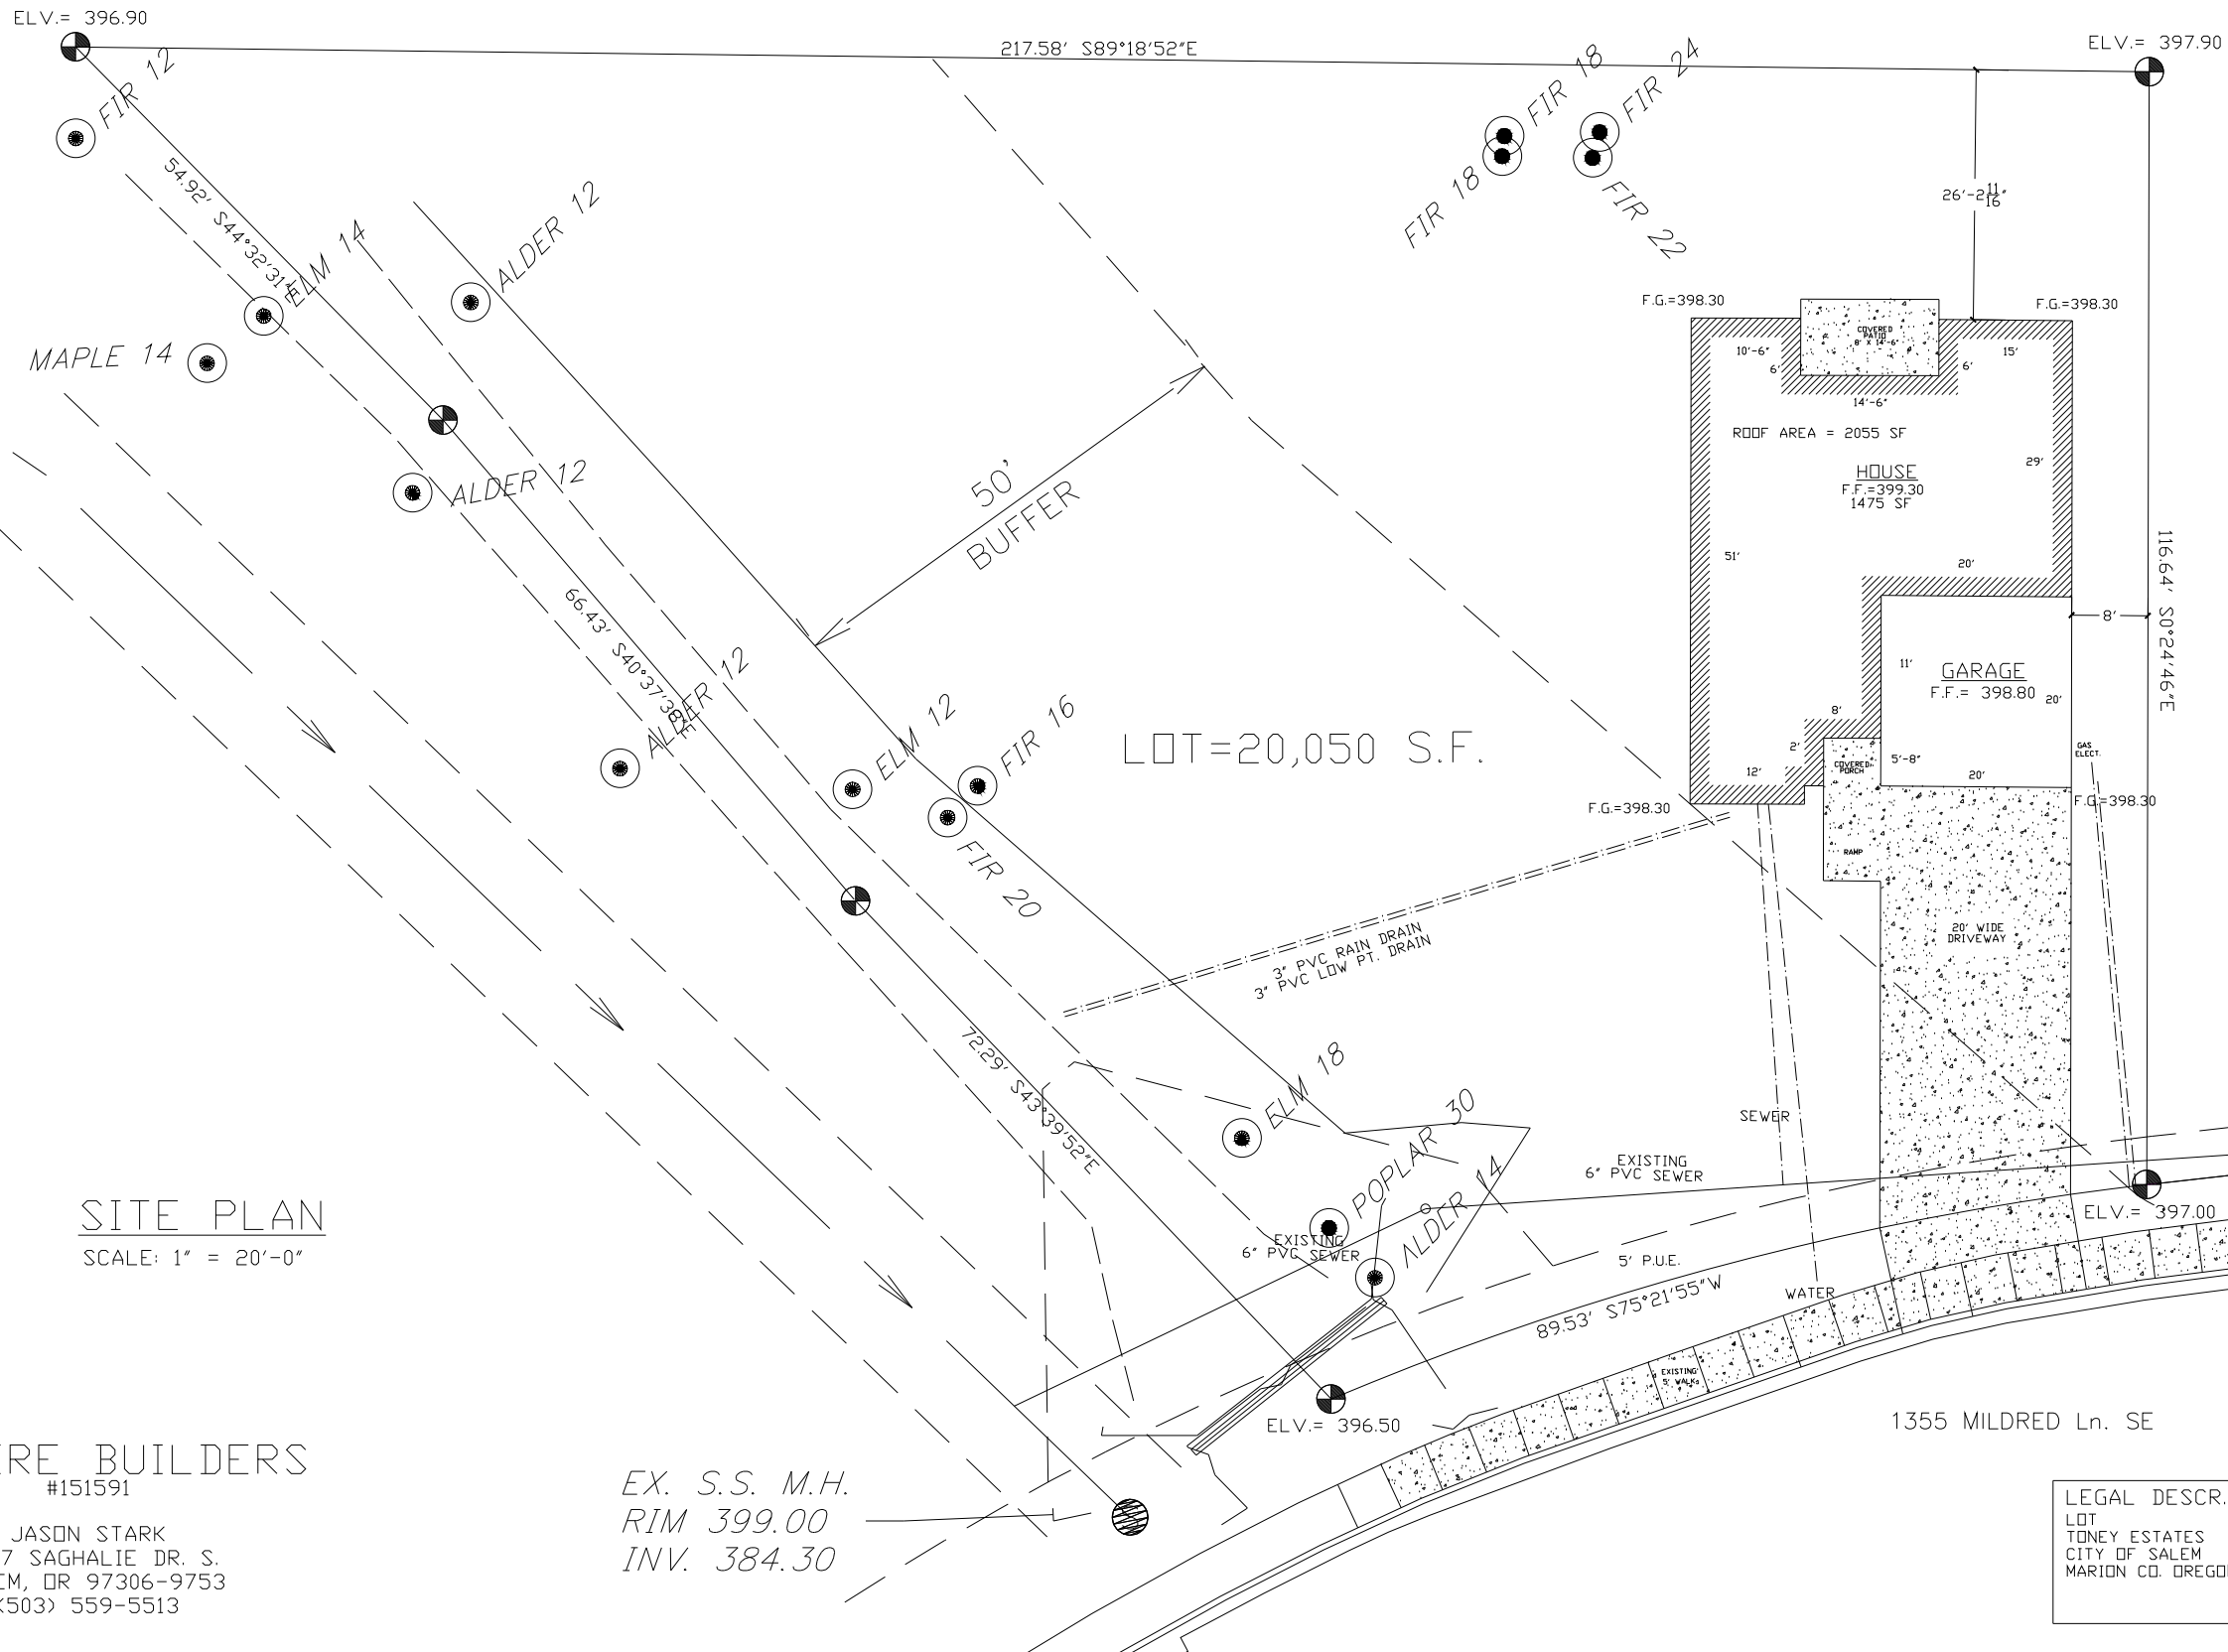 ELV.= 396.90
217.58' S89°18'52"E
ELV.= 397.90
FIR 12
FIR 18
FIR 24
FIR 18
FIR 22
26'-2 11/16"
54.92' S44°32'31"E
ELM 14
ALDER 12
MAPLE 14
F.G.=398.30
F.G.=398.30
COVERED
PATIO
8' X 14'-6"
10'-6"
6'
6'
15'
14'-6"
ROOF AREA = 2055 SF
HOUSE
F.F.=399.30
1475 SF
29'
51'
20'
ALDER 12
50'
BUFFER
116.64' S0°24'46"E
8'
66.43' S40°37'38"E
ALDER 12
ELM 12
FIR 16
FIR 20
LOT=20,050 S.F.
11'
GARAGE
F.F.= 398.80
20'
8'
2'
12'
COVERED
PORCH
5'-8"
20'
GAS
ELECT.
F.G.=398.30
F.G.=398.30
RAMP
20' WIDE
DRIVEWAY
3" PVC RAIN DRAIN
3" PVC LOW PT. DRAIN
72.29' S43°39'52"E
ELM 18
POPLAR 30
ALDER 14
SEWER
EXISTING
6" PVC SEWER
EXISTING
6" PVC SEWER
5' P.U.E.
ELV.= 397.00
WATER
89.53' S75°21'55"W
EXISTING
5' WALKS
ELV.= 396.50
SITE PLAN
SCALE: 1" = 20'-0"
1355 MILDRED Ln. SE
RE BUILDERS
#151591
JASON STARK
7 SAGHALIE DR. S.
EM, OR 97306-9753
(503) 559-5513
EX. S.S. M.H.
RIM 399.00
INV. 384.30
LEGAL DESCR.
LOT
TONEY ESTATES
CITY OF SALEM
MARION CO. OREGO